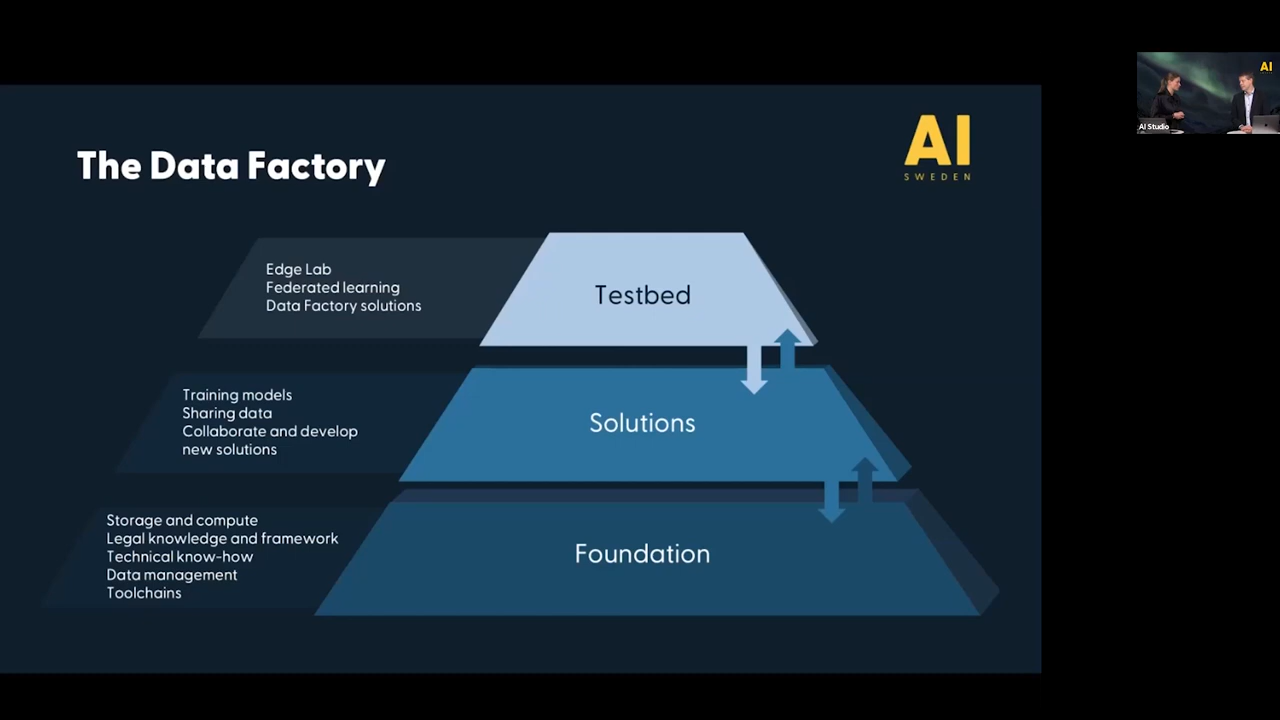 The Data Factory
AI
SWEDEN
Edge Lab
Federated learning
Data Factory solutions
Testbed
Training models
Sharing data
Collaborate and develop
new solutions
Solutions
Storage and compute
Legal knowledge and framework
Technical know-how
Data management
Toolchains
Foundation
AI
AI Studio